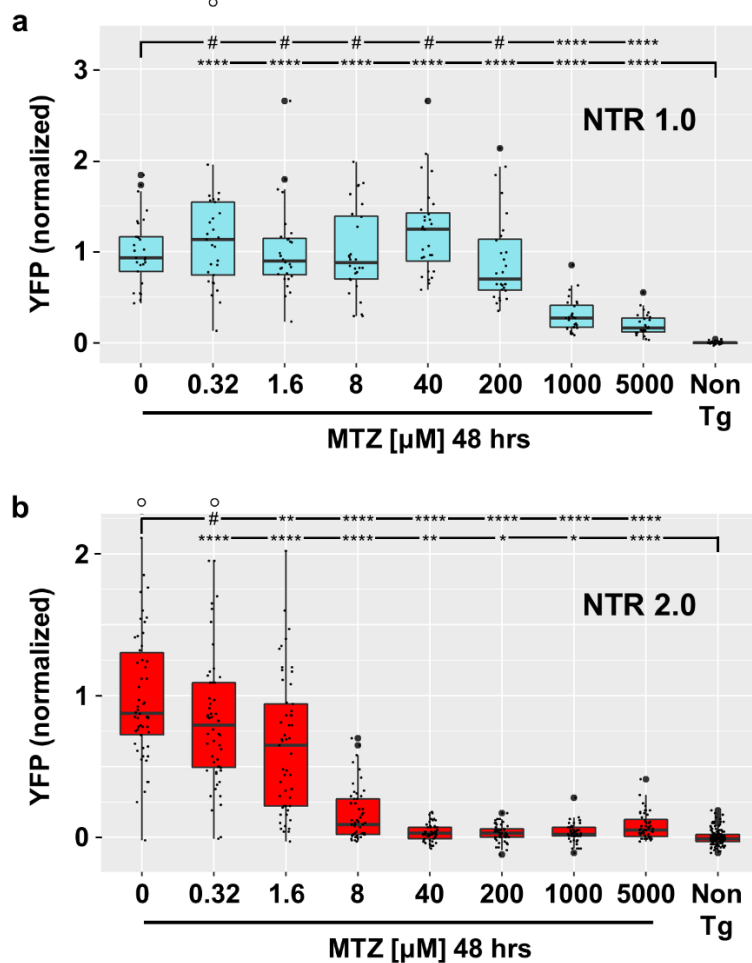 a
# # # # # **** ****
**** **** **** **** **** **** ****
3
2
1
0
YFP (normalized)
NTR 1.0
0 0.32 1.6 8 40 200 1000 5000 Non Tg
MTZ [µM] 48 hrs
b
# ** **** **** **** **** ****
**** **** **** ** * * ****
2
1
0
YFP (normalized)
NTR 2.0
0 0.32 1.6 8 40 200 1000 5000 Non Tg
MTZ [µM] 48 hrs